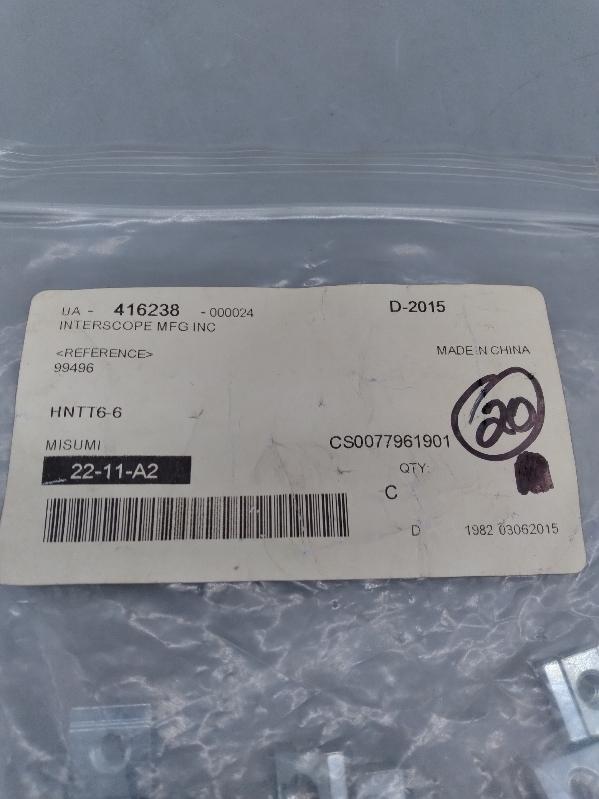 UA - 416238 - 000024 D-2015
INTERSCOPE MFG INC
<REFERENCE> MADE IN CHINA
99496
HNTT6-6
20
MISUMI CS0077961901
22-11-A2 QTY:
C
D 1982 03062015